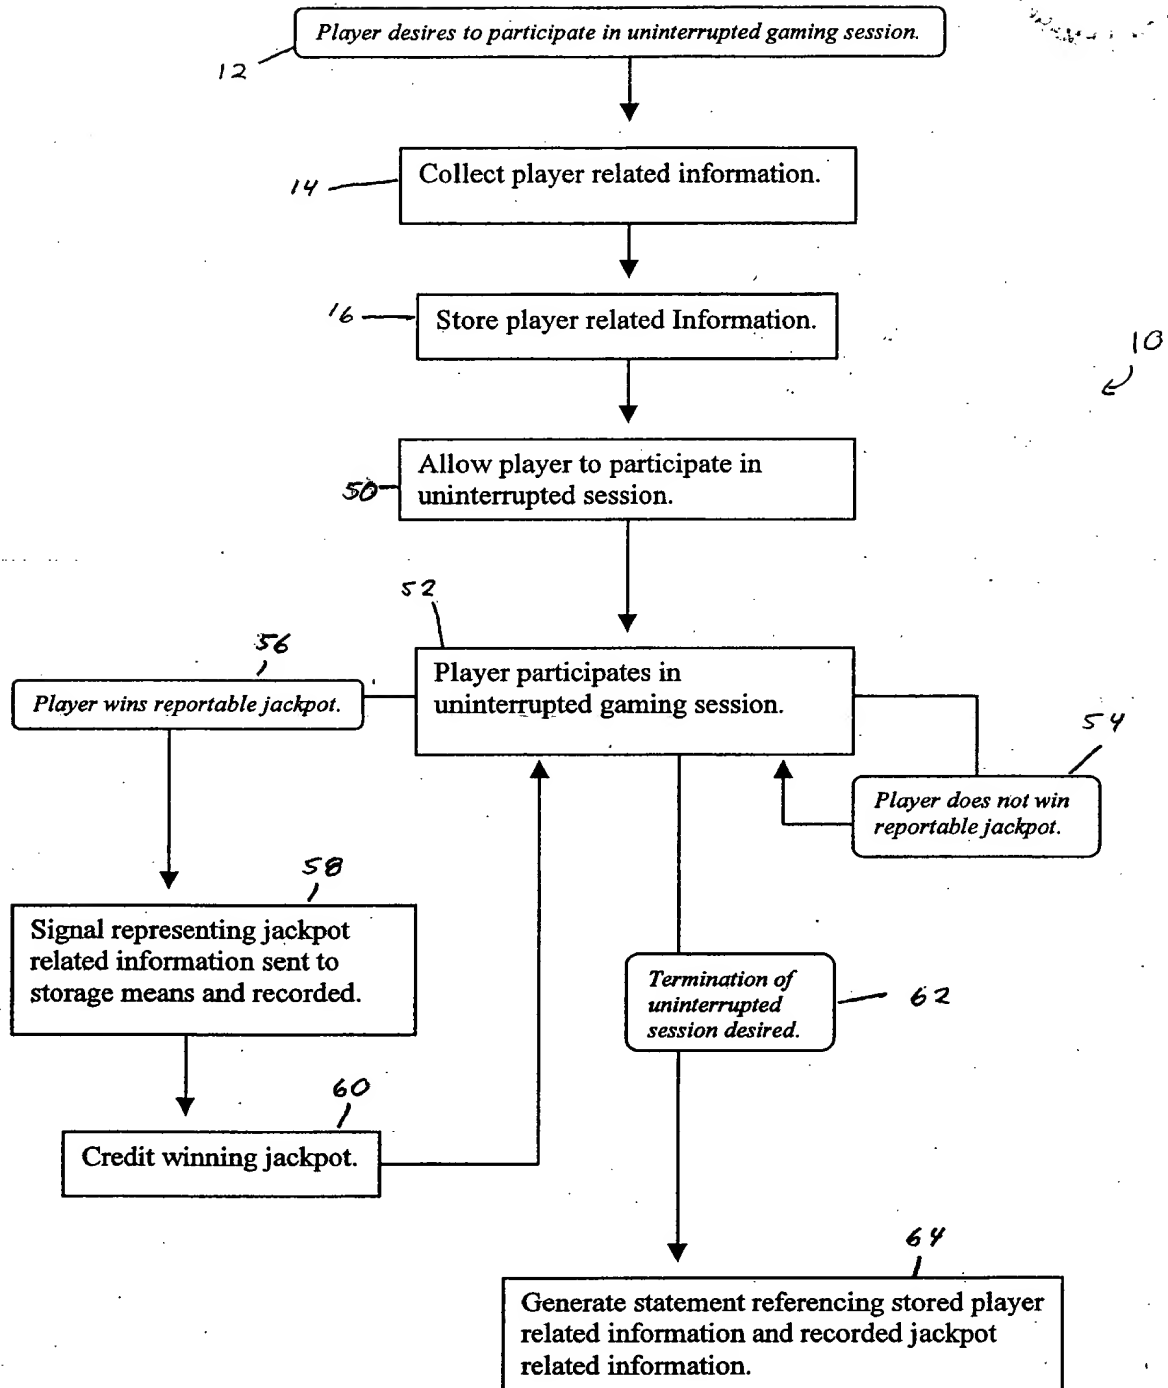 Player desires to participate in uninterrupted gaming session.
12
Collect player related information.
14
16
Store player related Information.
10
Allow player to participate in
uninterrupted session.
50
52
56
Player participates in
uninterrupted gaming session.
Player wins reportable jackpot.
54
Player does not win
reportable jackpot.
58
Signal representing jackpot
related information sent to
storage means and recorded.
Termination of
uninterrupted
session desired.
62
60
Credit winning jackpot.
64
Generate statement referencing stored player
related information and recorded jackpot
related information.